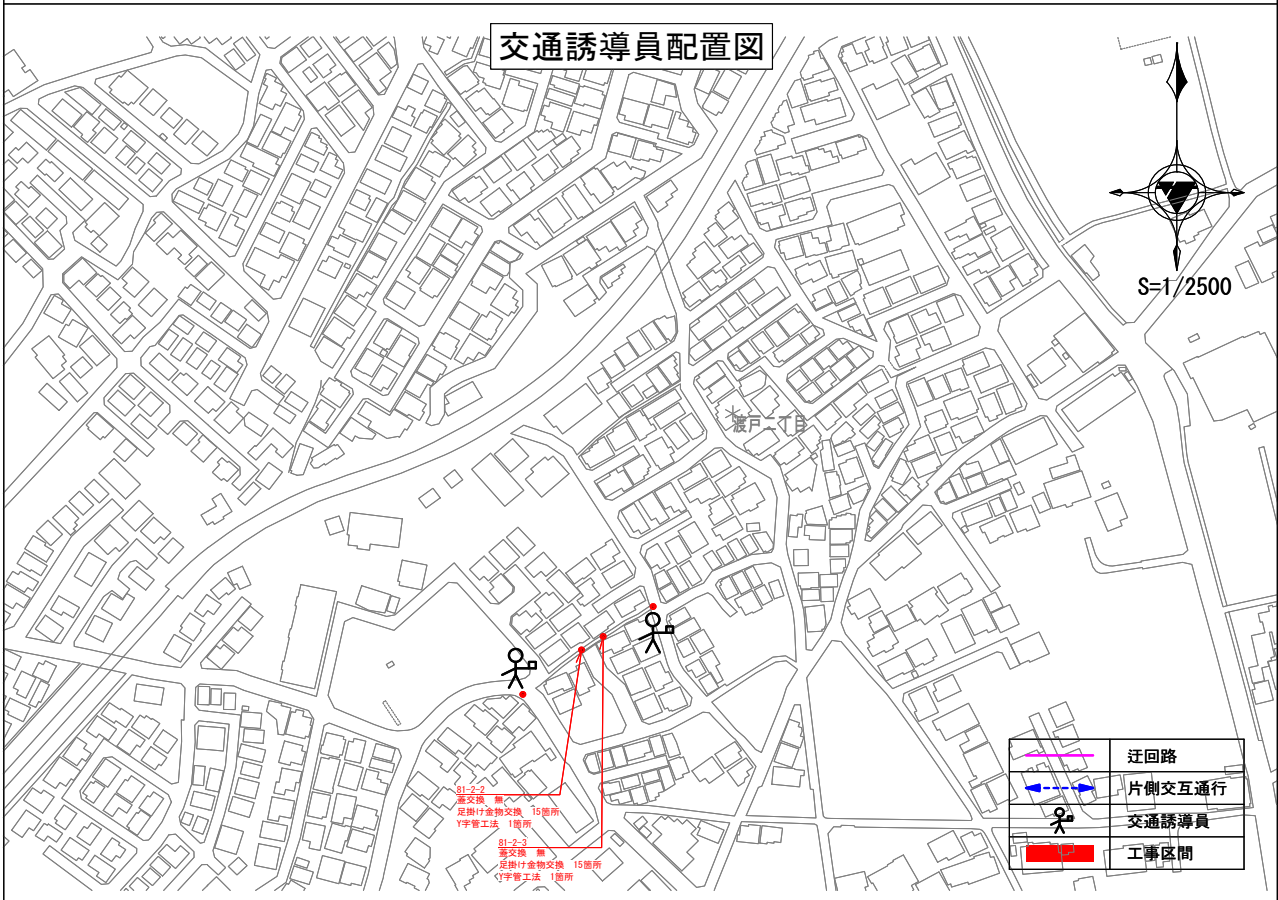 交通誘導員配置図
S=1/2500
渡戸二丁目
81-2-2
蓋交換 無
足掛け金物交換 15箇所
Y字管工法 1箇所
81-2-3
蓋交換 無
足掛け金物交換 15箇所
Y字管工法 1箇所
迂回路
片側交互通行
交通誘導員
工事区間